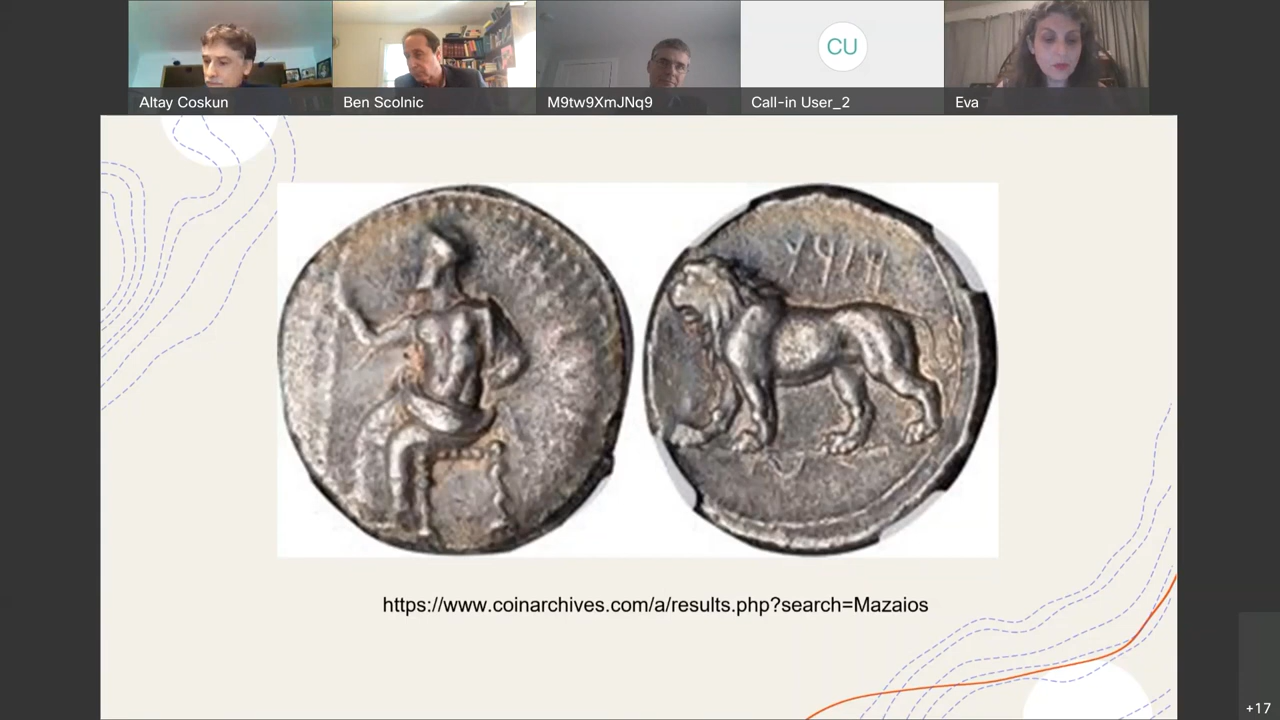 Altay Coskun
Ben Scolnic
M9tw9XmJNq9
CU
Call-in User_2
Eva
https://www.coinarchives.com/a/results.php?search=Mazaios
+17